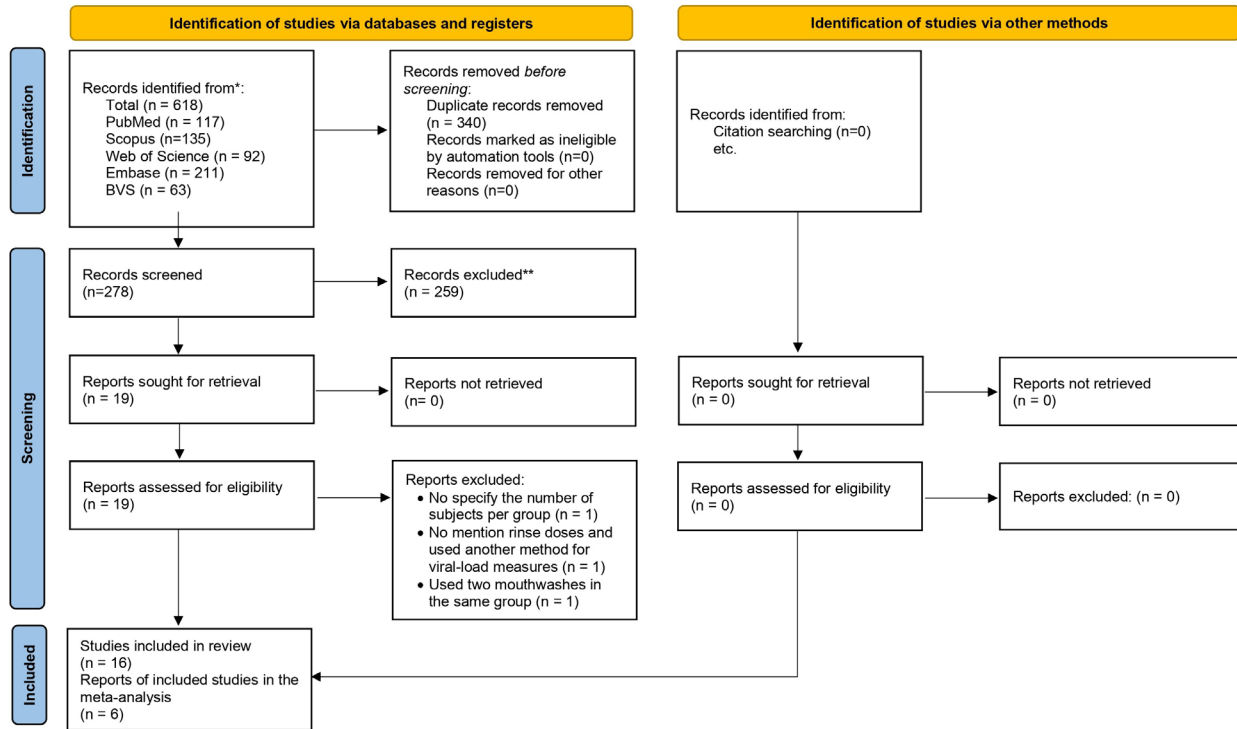 Identification of studies via databases and registers
Identification of studies via other methods
Identification
Records identified from*:
Total (n = 618)
PubMed (n = 117)
Scopus (n=135)
Web of Science (n = 92)
Embase (n = 211)
BVS (n = 63)
Records removed before
screening:
Duplicate records removed
(n = 340)
Records marked as ineligible
by automation tools (n=0)
Records removed for other
reasons (n=0)
Records identified from:
Citation searching (n=0)
etc.
Screening
Records screened
(n=278)
Records excluded**
(n = 259)
Reports sought for retrieval
(n = 19)
Reports not retrieved
(n= 0)
Reports sought for retrieval
(n = 0)
Reports not retrieved
(n = 0)
Reports assessed for eligibility
(n = 19)
Reports excluded:
• No specify the number of
subjects per group (n = 1)
• No mention rinse doses and
used another method for
viral-load measures (n = 1)
• Used two mouthwashes in
the same group (n = 1)
Reports assessed for eligibility
(n = 0)
Reports excluded: (n = 0)
Included
Studies included in review
(n = 16)
Reports of included studies in the
meta-analysis
(n = 6)